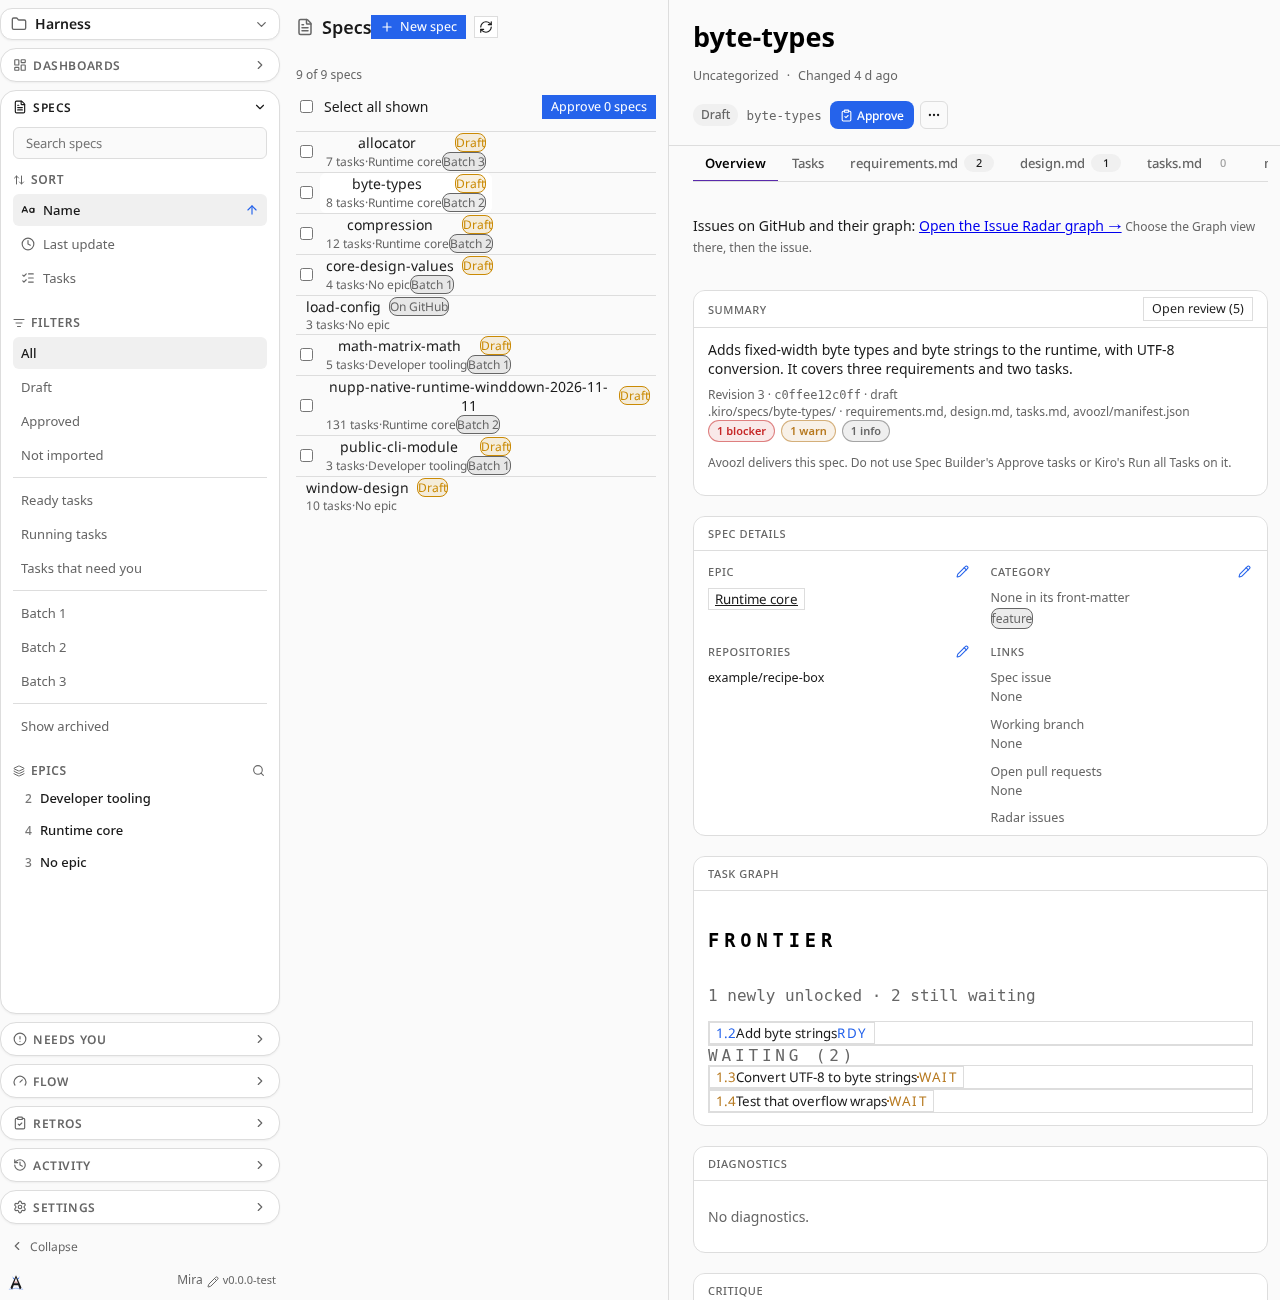 Harness
DASHBOARDS
SPECS
Search specs
SORT
Aa Name
Last update
Tasks
FILTERS
All
Draft
Approved
Not imported
Ready tasks
Running tasks
Tasks that need you
Batch 1
Batch 2
Batch 3
Show archived
EPICS
2 Developer tooling
4 Runtime core
3 No epic
NEEDS YOU
FLOW
RETROS
ACTIVITY
SETTINGS
Collapse
A Mira v0.0.0-test
Specs + New spec
9 of 9 specs
Select all shown Approve 0 specs
allocator Draft
7 tasks·Runtime core Batch 3
byte-types Draft
8 tasks·Runtime core Batch 2
compression Draft
12 tasks·Runtime core Batch 2
core-design-values Draft
4 tasks·No epic Batch 1
load-config On GitHub
3 tasks·No epic
math-matrix-math Draft
5 tasks·Developer tooling Batch 1
nupp-native-runtime-winddown-2026-11-
11 Draft
131 tasks·Runtime core Batch 2
public-cli-module Draft
3 tasks·Developer tooling Batch 1
window-design Draft
10 tasks·No epic
byte-types
Uncategorized · Changed 4 d ago
Draft byte-types Approve ···
Overview Tasks requirements.md 2 design.md 1 tasks.md 0
Issues on GitHub and their graph: Open the Issue Radar graph → Choose the Graph view
there, then the issue.
SUMMARY Open review (5)
Adds fixed-width byte types and byte strings to the runtime, with UTF-8
conversion. It covers three requirements and two tasks.
Revision 3 · c0ffee12c0ff · draft
.kiro/specs/byte-types/ · requirements.md, design.md, tasks.md, avoozl/manifest.json
1 blocker 1 warn 1 info
Avoozl delivers this spec. Do not use Spec Builder's Approve tasks or Kiro's Run all Tasks on it.
SPEC DETAILS
EPIC
Runtime core
CATEGORY
None in its front-matter
feature
REPOSITORIES
example/recipe-box
LINKS
Spec issue
None
Working branch
None
Open pull requests
None
Radar issues
TASK GRAPH
FRONTIER
1 newly unlocked · 2 still waiting
1.2 Add byte strings RDY
WAITING (2)
1.3 Convert UTF-8 to byte strings·WAIT
1.4 Test that overflow wraps·WAIT
DIAGNOSTICS
No diagnostics.
CRITIQUE